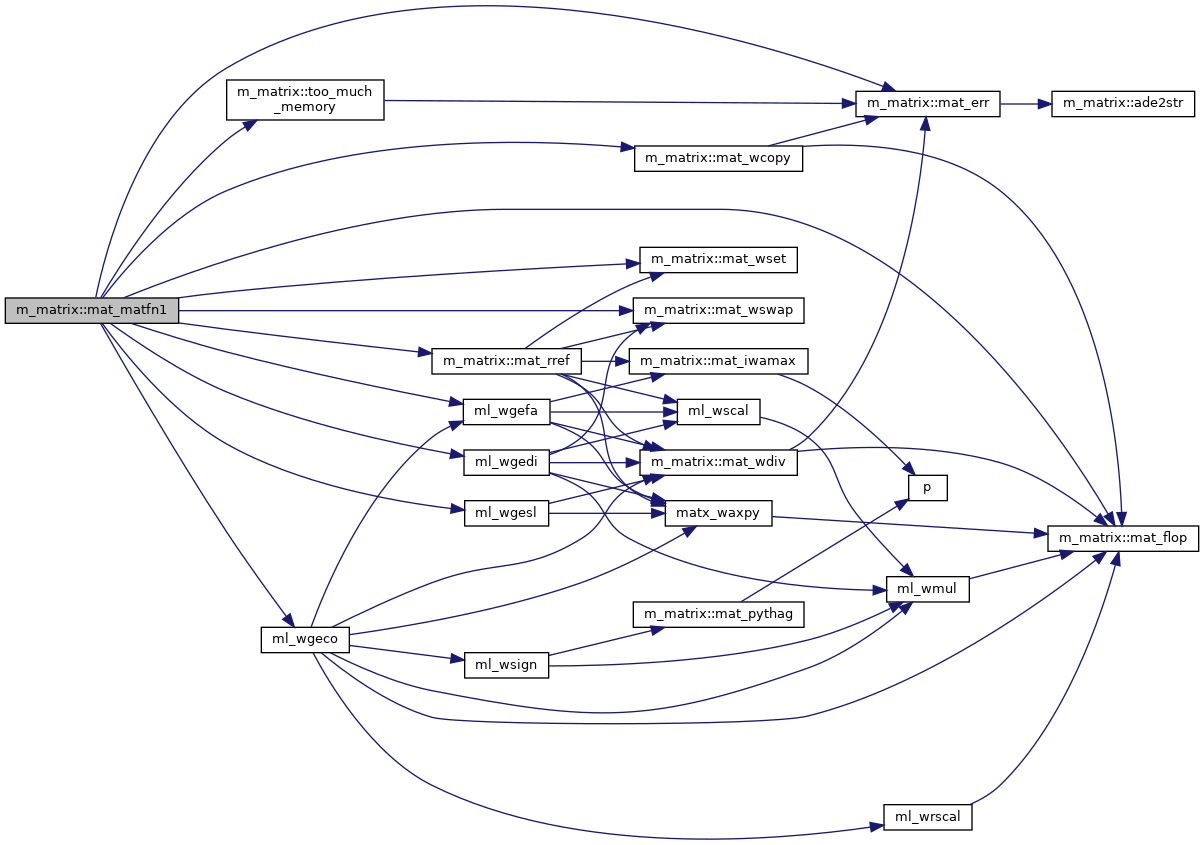 m_matrix::too_much
_memory
m_matrix::mat_err
m_matrix::ade2str
m_matrix::mat_wcopy
m_matrix::mat_wset
m_matrix::mat_matfn1
m_matrix::mat_wswap
m_matrix::mat_rref
m_matrix::mat_iwamax
ml_wgefa
ml_wscal
ml_wgedi
m_matrix::mat_wdiv
p
ml_wgesl
matx_waxpy
m_matrix::mat_flop
ml_wmul
m_matrix::mat_pythag
ml_wgeco
ml_wsign
ml_wrscal